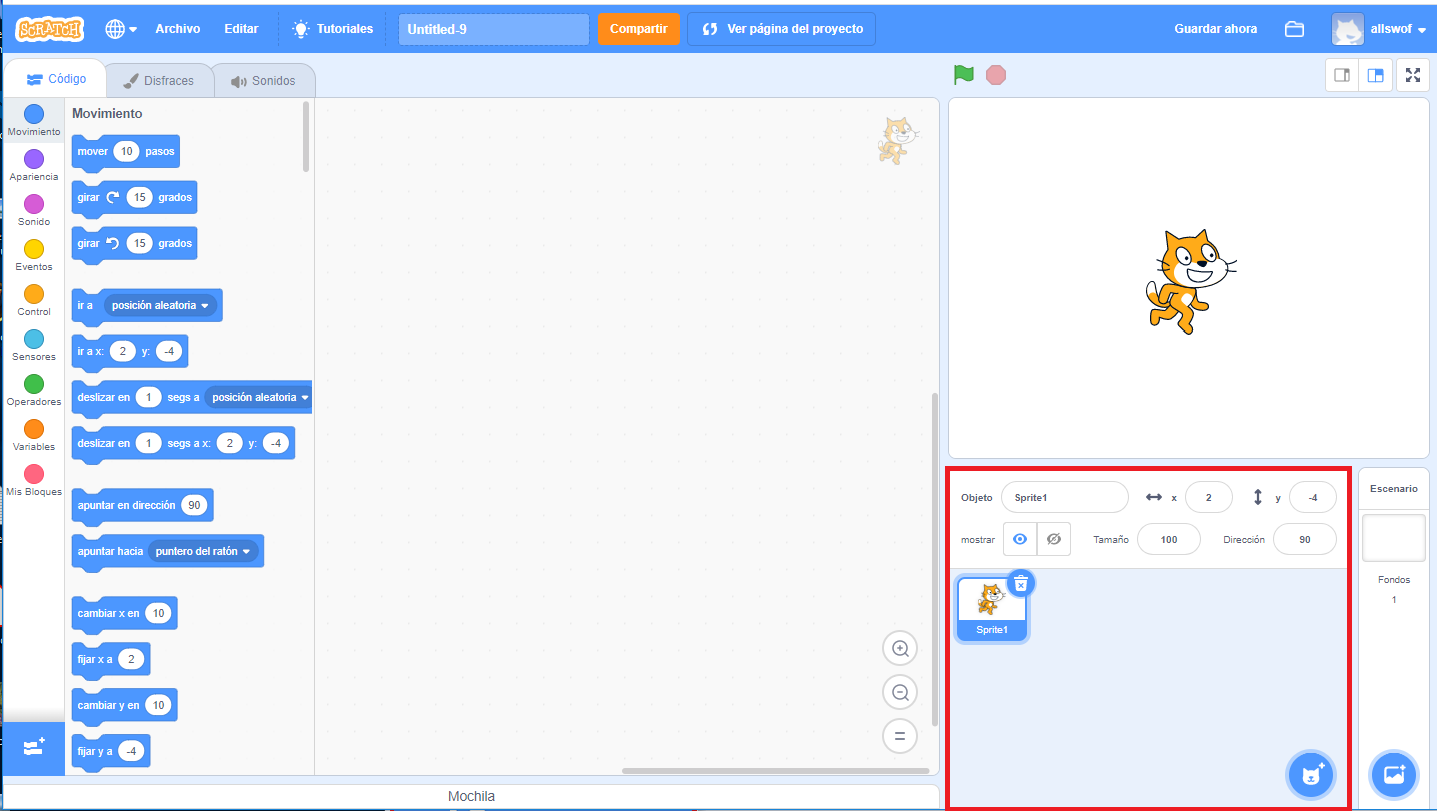 SCRATCH
Archivo
Editar
Tutoriales
Untitled-9
Compartir
Ver página del proyecto
Guardar ahora
allswof
Código
Disfraces
Sonidos
Movimiento
Apariencia
Sonido
Eventos
Control
Sensores
Operadores
Variables
Mis Bloques
Movimiento
mover 10 pasos
girar 15 grados
girar 15 grados
ir a posición aleatoria
ir a x: 2 y: -4
deslizar en 1 segs a posición aleatoria
deslizar en 1 segs a x: 2 y: -4
apuntar en dirección 90
apuntar hacia puntero del ratón
cambiar x en 10
fijar x a 2
cambiar y en 10
fijar y a -4
Mochila
Objeto Sprite1 x 2 y -4
mostrar Tamaño 100 Dirección 90
Sprite1
Escenario
Fondos
1